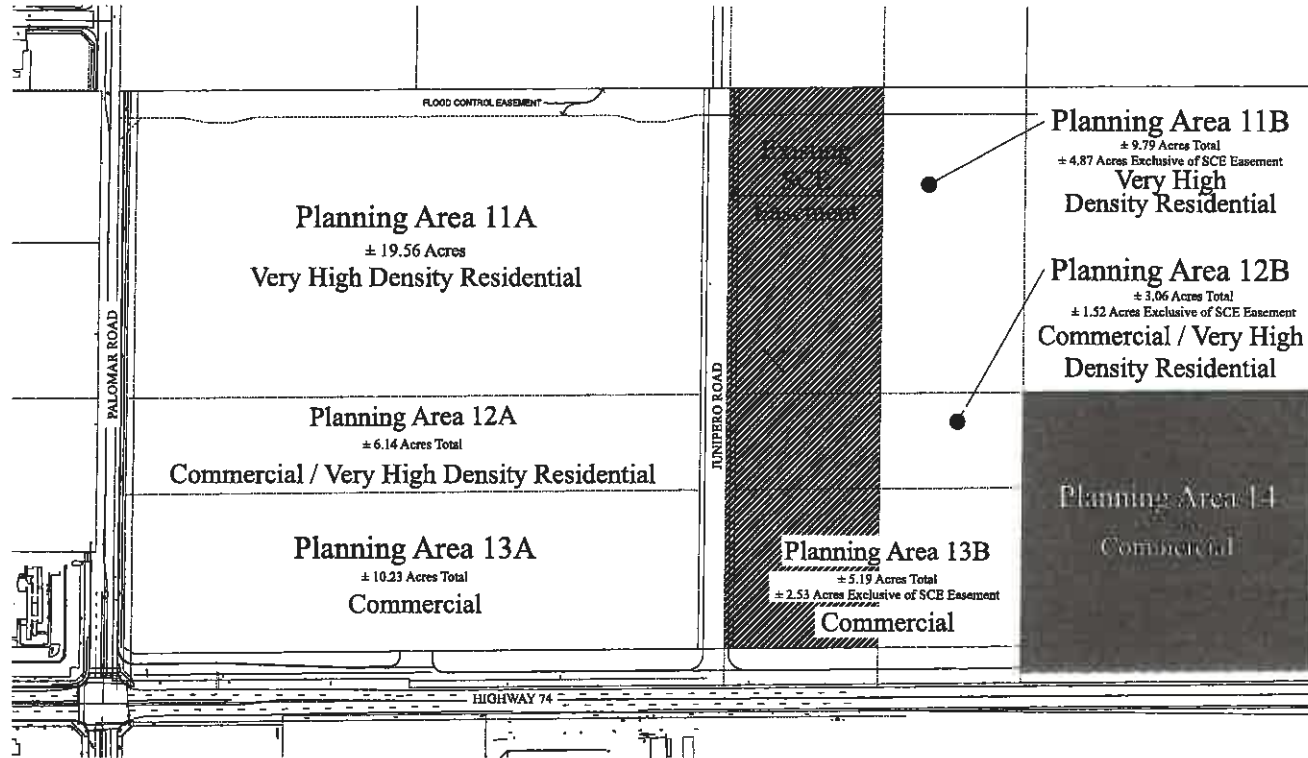 FLOOD CONTROL EASEMENT
Planning Area 11A
± 19.56 Acres
Very High Density Residential
PALOMAR ROAD
Planning Area 12A
± 6.14 Acres Total
Commercial / Very High Density Residential
Planning Area 13A
± 10.23 Acres Total
Commercial
JUNIPERO ROAD
Existing
SCE
Easement
Planning Area 11B
± 9.79 Acres Total
± 4.87 Acres Exclusive of SCE Easement
Very High
Density Residential
Planning Area 12B
± 3.06 Acres Total
± 1.52 Acres Exclusive of SCE Easement
Commercial / Very High
Density Residential
Planning Area 13B
± 5.19 Acres Total
± 2.53 Acres Exclusive of SCE Easement
Commercial
Planning Area 14
Commercial
HIGHWAY 74